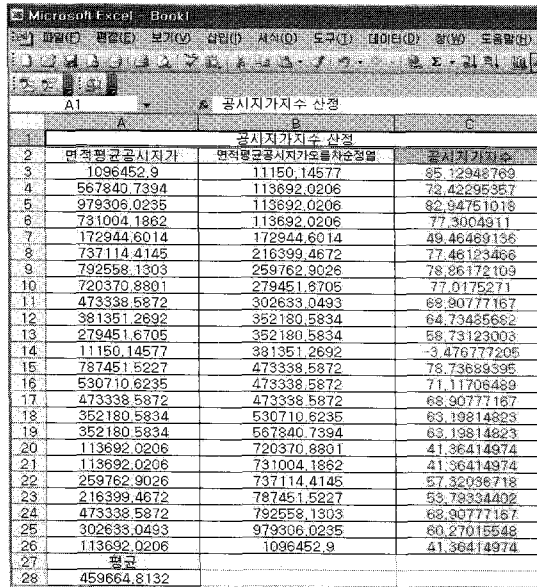 Microsoft Excel - Book1
파일(F) 편집(E) 보기(V) 삽입(I) 서식(O) 도구(T) 데이터(D) 창(W) 도움말(H)
A1 공시지가지수 산정
A B C
1 공시지가지수 산정
2 면적평균공시지가 면적평균공시지가오름차순정열 공시지가지수
3 1096452.9 11150.14577 85.12948769
4 567840.7394 113692.0206 72.42295357
5 979306.0235 113692.0206 82.94751018
6 731004.1862 113692.0206 77.3004911
7 172944.6014 172944.6014 49.46469136
8 737114.4145 216399.4672 77.46123466
9 792558.1303 259762.9026 78.86172109
10 720370.8801 279451.6705 77.0175271
11 473338.5872 302633.0493 68.90777167
12 381351.2692 352180.5834 64.73485682
13 279451.6705 352180.5834 58.73123003
14 11150.14577 381351.2692 -3.476777205
15 787451.5227 473338.5872 78.73689395
16 530710.6235 473338.5872 71.11706489
17 473338.5872 473338.5872 68.90777167
18 352180.5834 530710.6235 63.19814823
19 352180.5834 567840.7394 63.19814823
20 113692.0206 720370.8801 41.36414974
21 113692.0206 731004.1862 41.36414974
22 259762.9026 737114.4145 57.32036718
23 216399.4672 787451.5227 53.79334402
24 473338.5872 792558.1303 68.90777167
25 302633.0493 979306.0235 60.27015548
26 113692.0206 1096452.9 41.36414974
27 평균
28 459664.8132